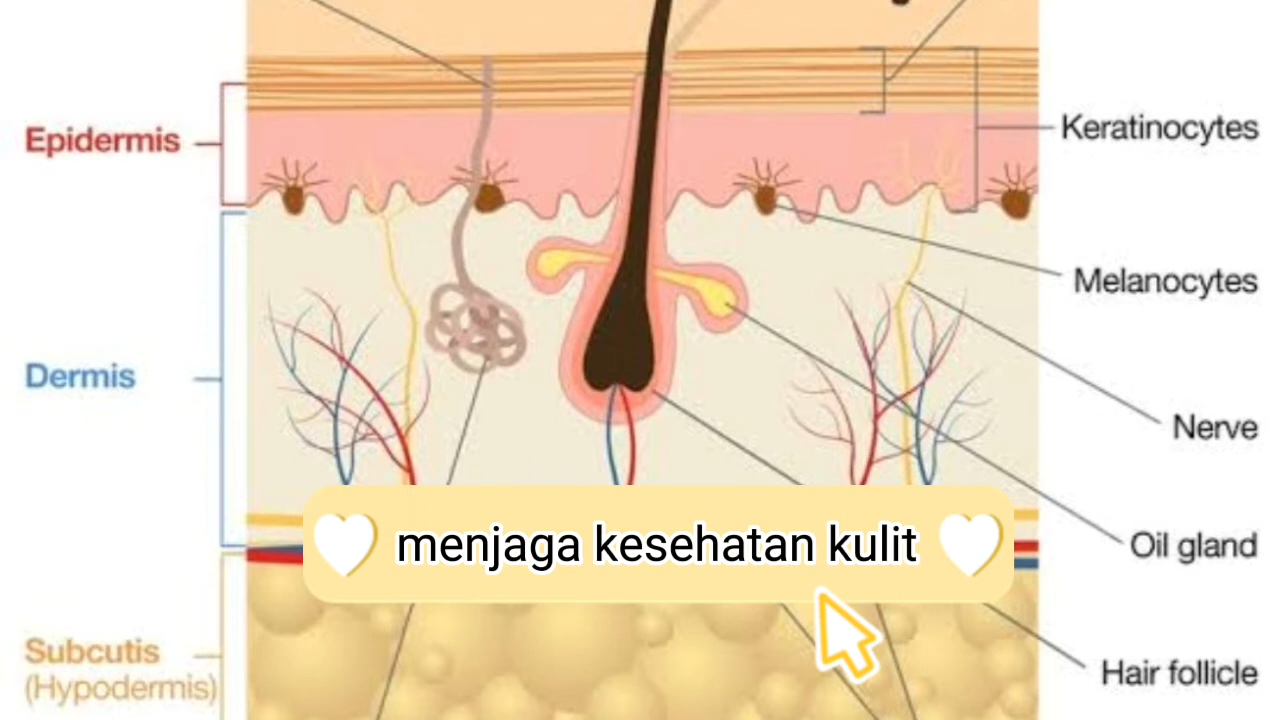 Epidermis
Keratinocytes
Melanocytes
Dermis
Nerve
menjaga kesehatan kulit
Oil gland
Subcutis
(Hypodermis)
Hair follicle